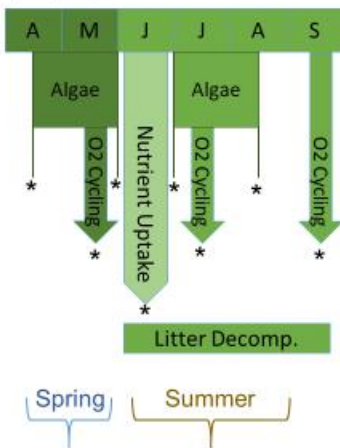 A M J J A S
Algae Algae
O2 Cycling
*
*
*
Nutrient Uptake
*
O2 Cycling
*
*
*
O2 Cycling
*
Litter Decomp.
Spring Summer